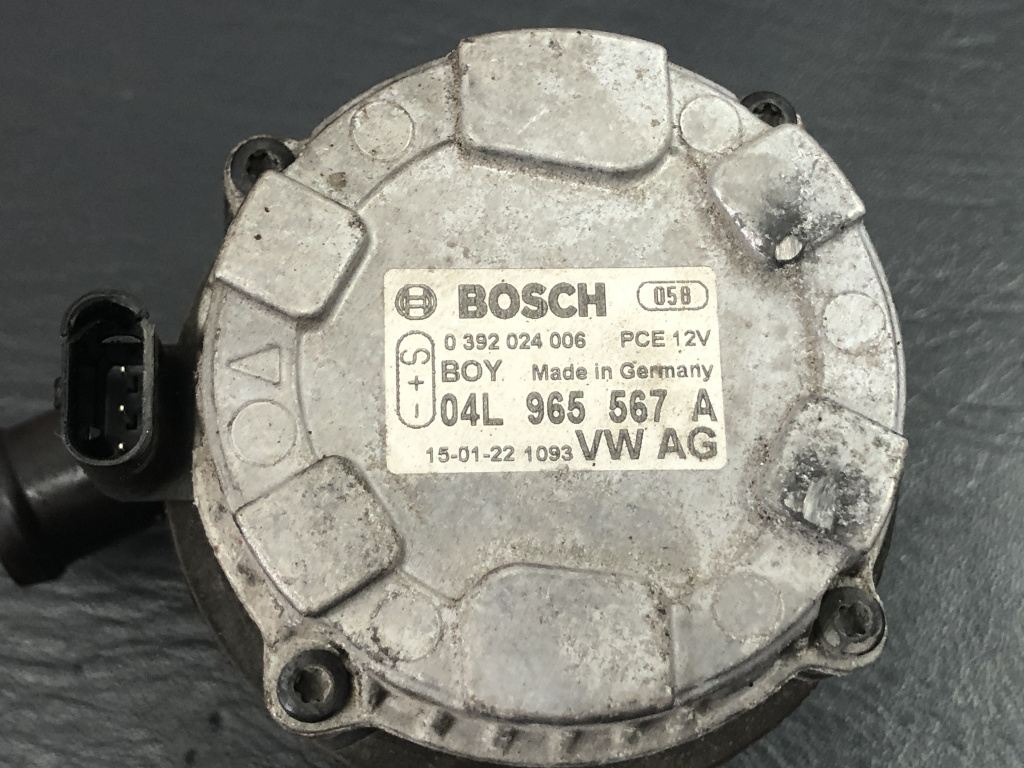 BOSCH 058
0 392 024 006 PCE 12V
S + -
BOY Made in Germany
04L 965 567 A
15-01-22 1093 VW AG